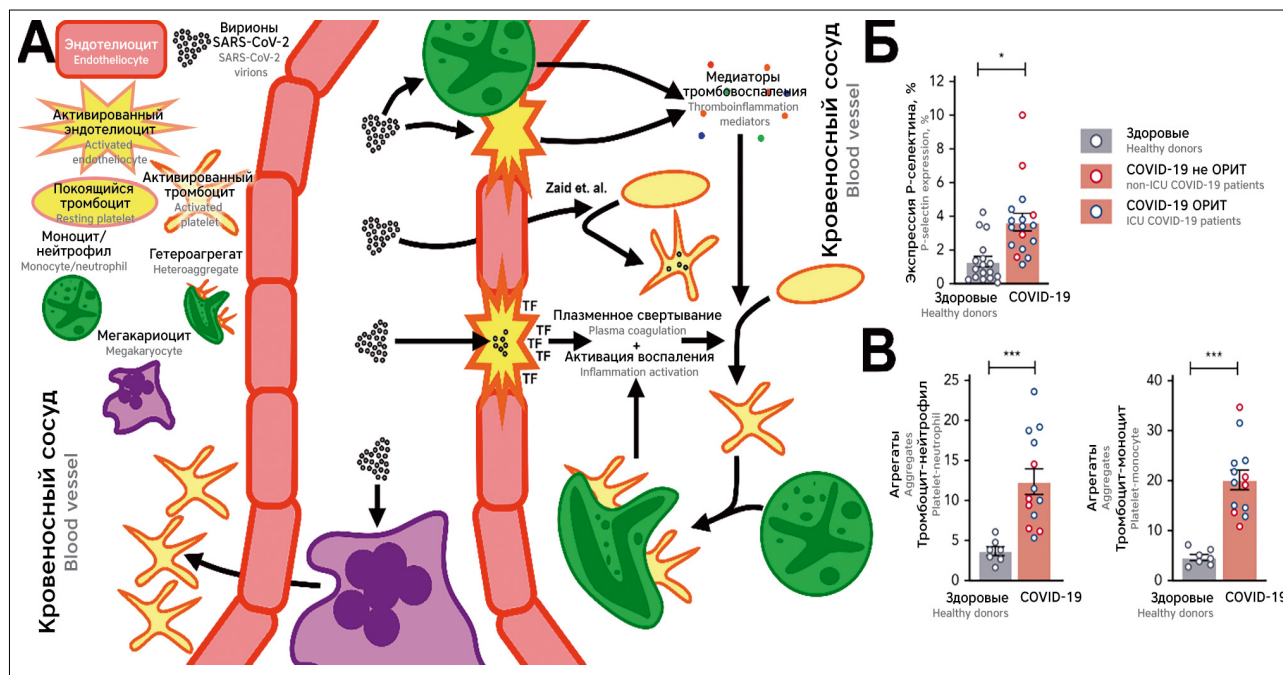 А
Эндотелиоцит
Endotheliocyte
Вирионы
SARS-CoV-2
SARS-CoV-2
virions
Активированный
эндотелиоцит
Activated
endotheliocyte
Покоящийся
тромбоцит
Resting platelet
Активированный
тромбоцит
Activated
platelet
Моноцит/
нейтрофил
Monocyte/neutrophil
Гетероагрегат
Heteroaggregate
Мегакариоцит
Megakaryocyte
Кровеносный сосуд
Blood vessel
Медиаторы
тромбовоспаления
Thromboinflammation
mediators
Кровеносный сосуд
Blood vessel
Zaid et. al.
TF
TF
TF
TF
TF
Плазменное свертывание
Plasma coagulation
+
Активация воспаления
Inflammation activation
Б
Экспрессия Р-селектина, %
P-selectin expression, %
*
12
10
8
6
4
2
0
Здоровые
Healthy donors
COVID-19
Здоровые
Healthy donors
COVID-19 не ОРИТ
non-ICU COVID-19 patients
COVID-19 ОРИТ
ICU COVID-19 patients
В
Агрегаты
Aggregates
Тромбоцит-нейтрофил
Platelet-neutrophil
***
25
20
15
10
5
0
Здоровые
Healthy donors
COVID-19
Агрегаты
Aggregates
Тромбоцит-моноцит
Platelet-monocyte
***
40
30
20
10
0
Здоровые
Healthy donors
COVID-19